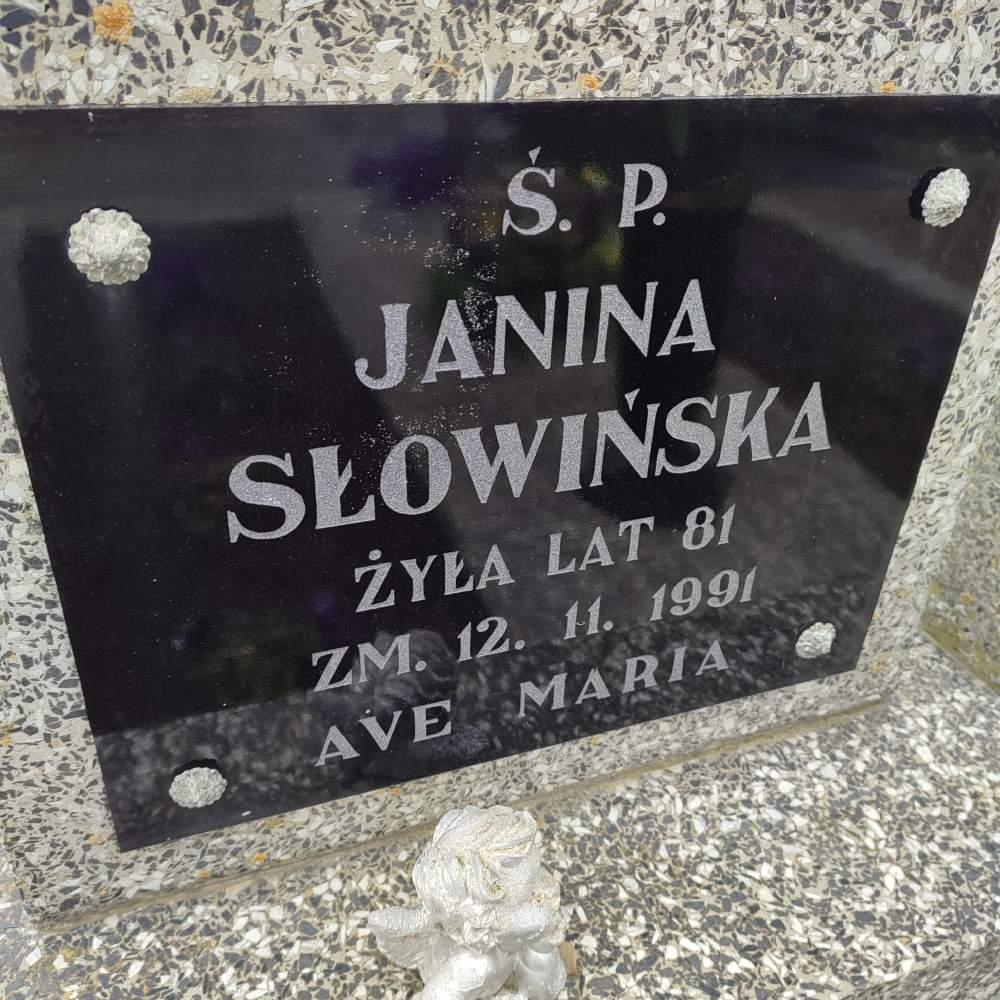 Ś. P.
JANINA
SŁOWIŃSKA
ŻYŁA LAT 81
ZM. 12. 11. 1991
AVE MARIA